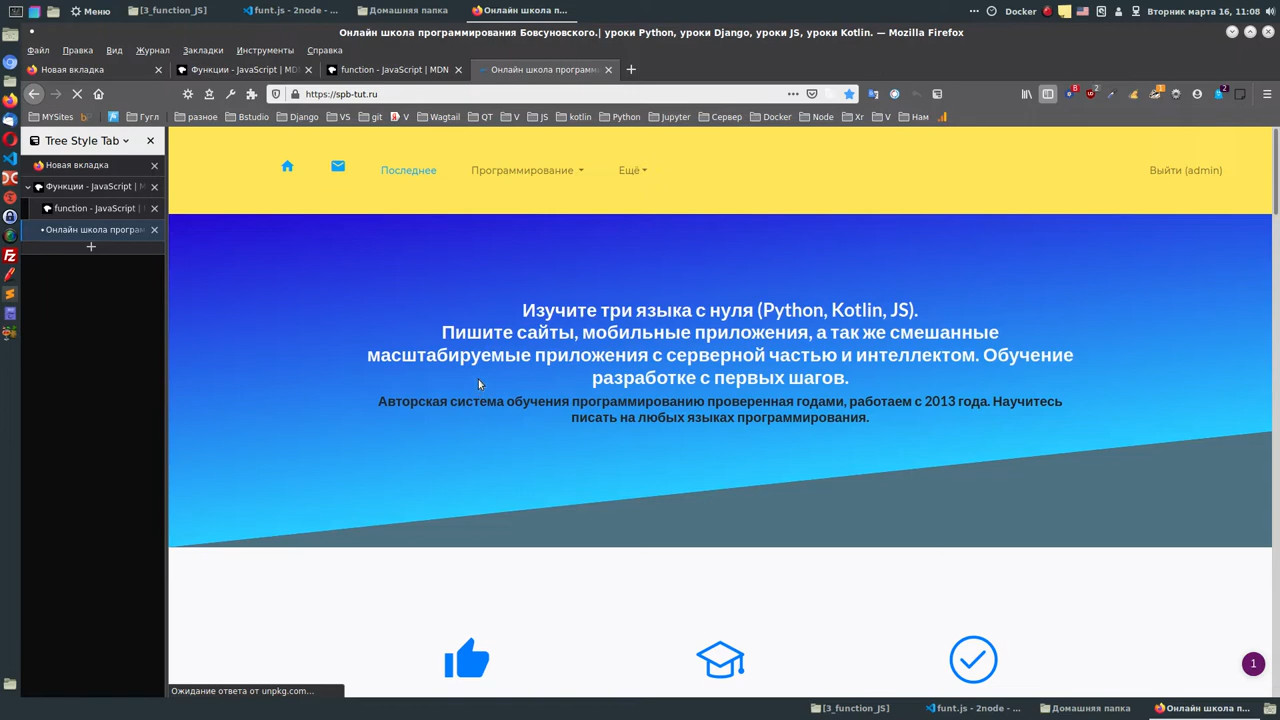 Меню
[3_function_JS]
funt.js - 2node - ...
Домашняя папка
Онлайн школа п...
Docker
Вторник марта 16, 11:08
Онлайн школа программирования Бовсуновского.| уроки Python, уроки Django, уроки JS, уроки Kotlin. — Mozilla Firefox
Файл Правка Вид Журнал Закладки Инструменты Справка
Новая вкладка
Функции - JavaScript | MDN
function - JavaScript | MDN
Онлайн школа программ
https://spb-tut.ru
MYSites Гугл разное Bstudio Django VS git V Wagtail QT V JS kotlin Python Jupyter Сервер Docker Node Xr V Нам
Tree Style Tab
Новая вкладка
Функции - JavaScript | M
function - JavaScript |
Онлайн школа програм
Последнее
Программирование
Ещё
Выйти (admin)
Изучите три языка с нуля (Python, Kotlin, JS).
Пишите сайты, мобильные приложения, а так же смешанные
масштабируемые приложения с серверной частью и интеллектом. Обучение
разработке с первых шагов.
Авторская система обучения программированию проверенная годами, работаем с 2013 года. Научитесь
писать на любых языках программирования.
1
Ожидание ответа от unpkg.com...
[3_function_JS]
funt.js - 2node - ...
Домашняя папка
Онлайн школа п...